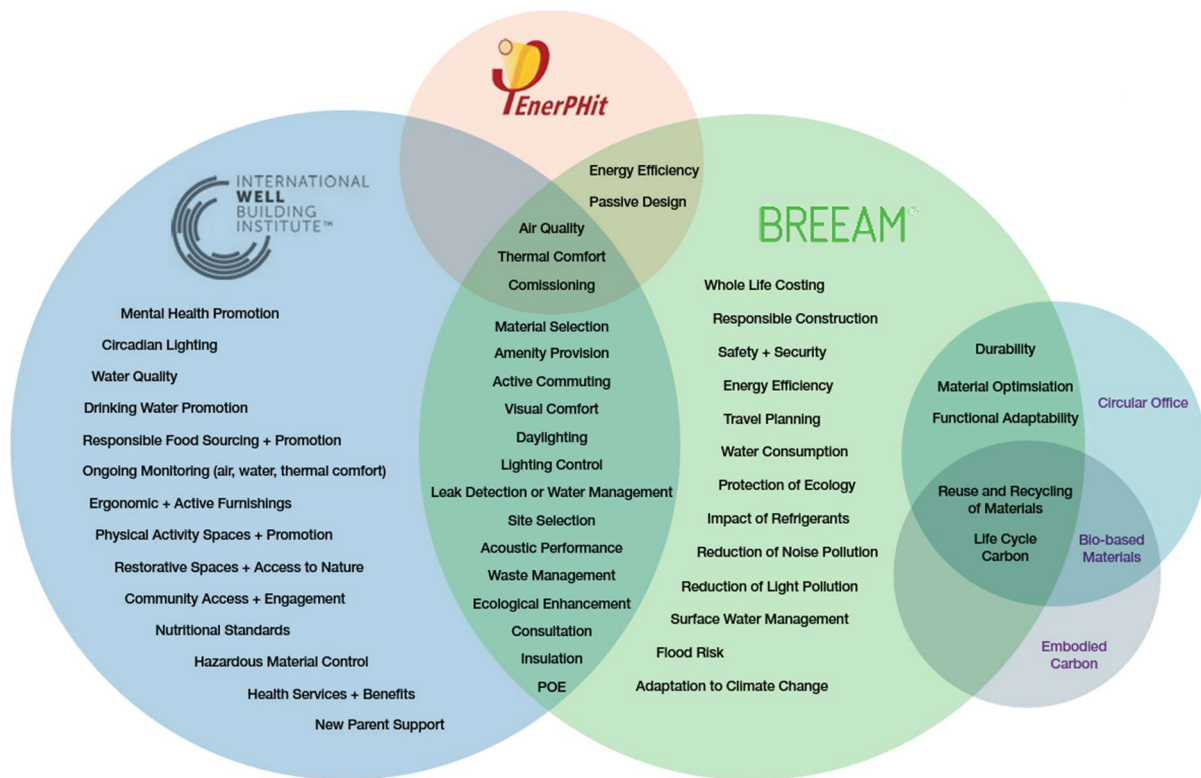 EnerPHit
INTERNATIONAL
WELL
BUILDING
INSTITUTE™
BREEAM®
Energy Efficiency
Passive Design
Air Quality
Thermal Comfort
Comissioning
Mental Health Promotion
Circadian Lighting
Water Quality
Drinking Water Promotion
Responsible Food Sourcing + Promotion
Ongoing Monitoring (air, water, thermal comfort)
Ergonomic + Active Furnishings
Physical Activity Spaces + Promotion
Restorative Spaces + Access to Nature
Community Access + Engagement
Nutritional Standards
Hazardous Material Control
Health Services + Benefits
New Parent Support
Material Selection
Amenity Provision
Active Commuting
Visual Comfort
Daylighting
Lighting Control
Leak Detection or Water Management
Site Selection
Acoustic Performance
Waste Management
Ecological Enhancement
Consultation
Insulation
POE
Whole Life Costing
Responsible Construction
Safety + Security
Energy Efficiency
Travel Planning
Water Consumption
Protection of Ecology
Impact of Refrigerants
Reduction of Noise Pollution
Reduction of Light Pollution
Surface Water Management
Flood Risk
Adaptation to Climate Change
Durability
Material Optimsiation
Functional Adaptability
Circular Office
Reuse and Recycling
of Materials
Life Cycle
Carbon
Bio-based
Materials
Embodied
Carbon